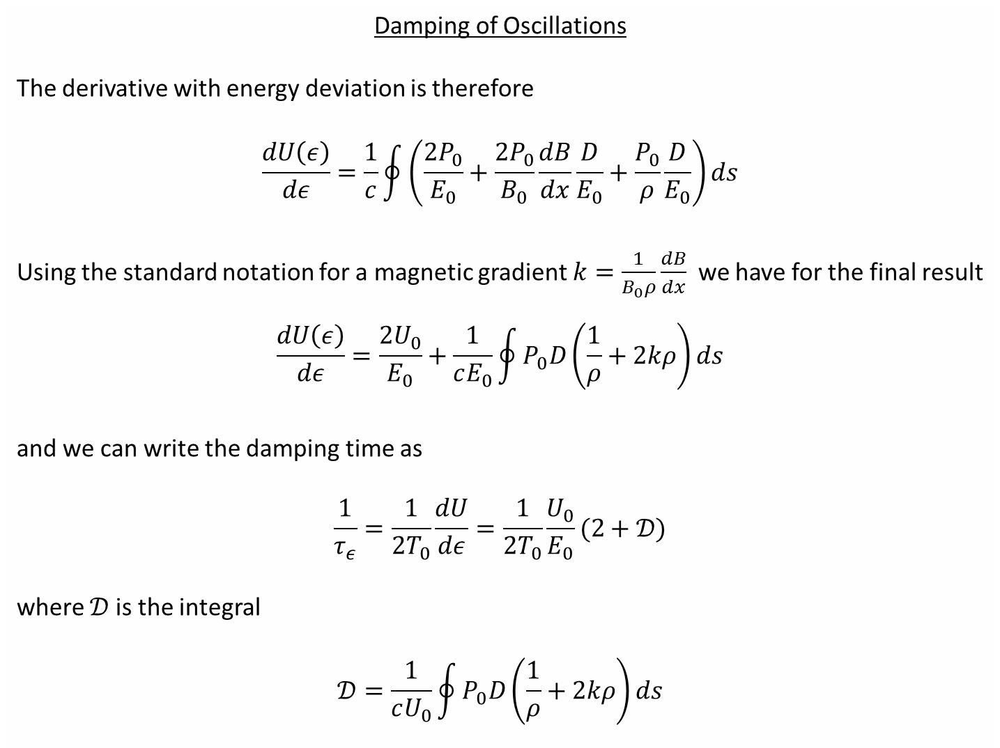 Damping of Oscillations
The derivative with energy deviation is therefore
\frac{dU(\epsilon)}{d\epsilon} = \frac{1}{c} \oint \left( \frac{2P_0}{E_0} + \frac{2P_0}{B_0} \frac{dB}{dx} \frac{D}{E_0} + \frac{P_0}{\rho} \frac{D}{E_0} \right) ds
Using the standard notation for a magnetic gradient k = \frac{1}{B_0\rho} \frac{dB}{dx} we have for the final result
\frac{dU(\epsilon)}{d\epsilon} = \frac{2U_0}{E_0} + \frac{1}{cE_0} \oint P_0 D \left( \frac{1}{\rho} + 2k\rho \right) ds
and we can write the damping time as
\frac{1}{\tau_\epsilon} = \frac{1}{2T_0} \frac{dU}{d\epsilon} = \frac{1}{2T_0} \frac{U_0}{E_0} (2 + \mathcal{D})
where \mathcal{D} is the integral
\mathcal{D} = \frac{1}{cU_0} \oint P_0 D \left( \frac{1}{\rho} + 2k\rho \right) ds